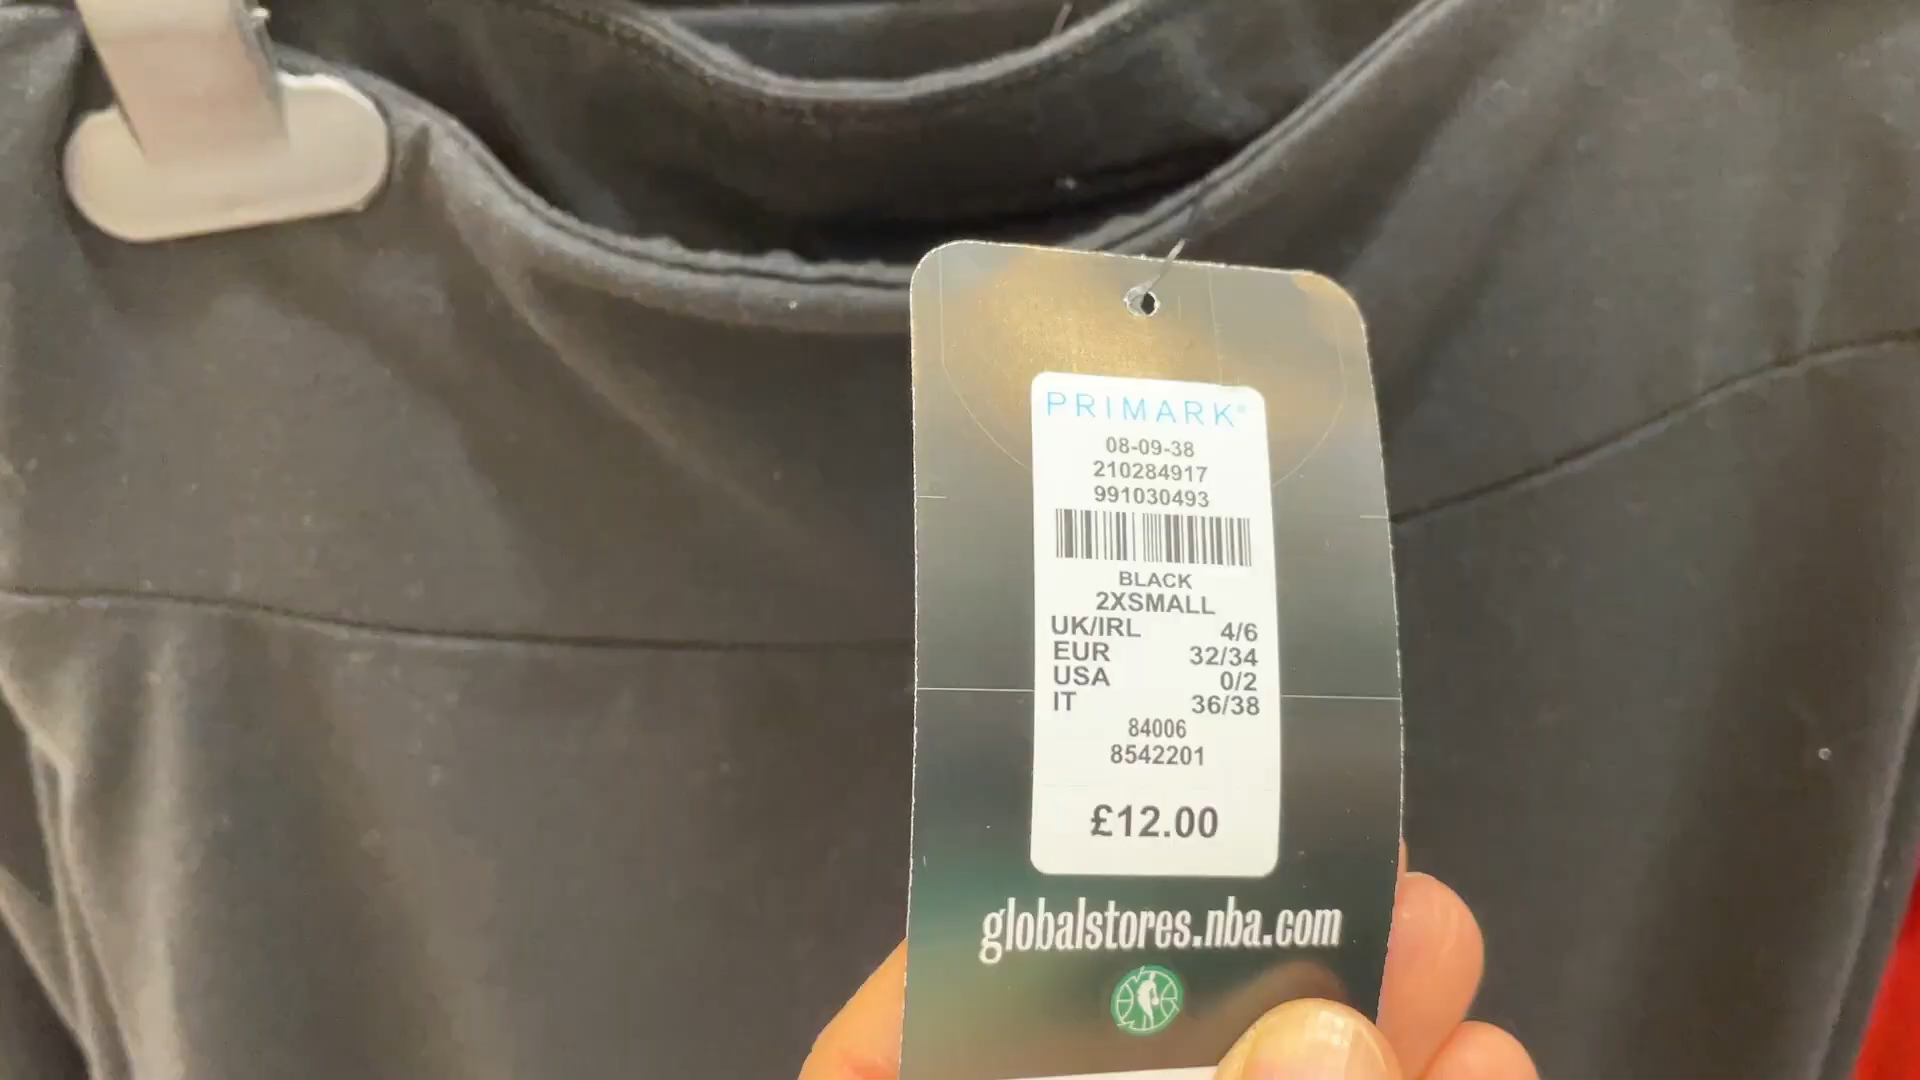 PRIMARK®
08-09-38
210284917
991030493
BLACK
2XSMALL
UK/IRL 4/6
EUR 32/34
USA 0/2
IT 36/38
84006
8542201
£12.00
globalstores.nba.com